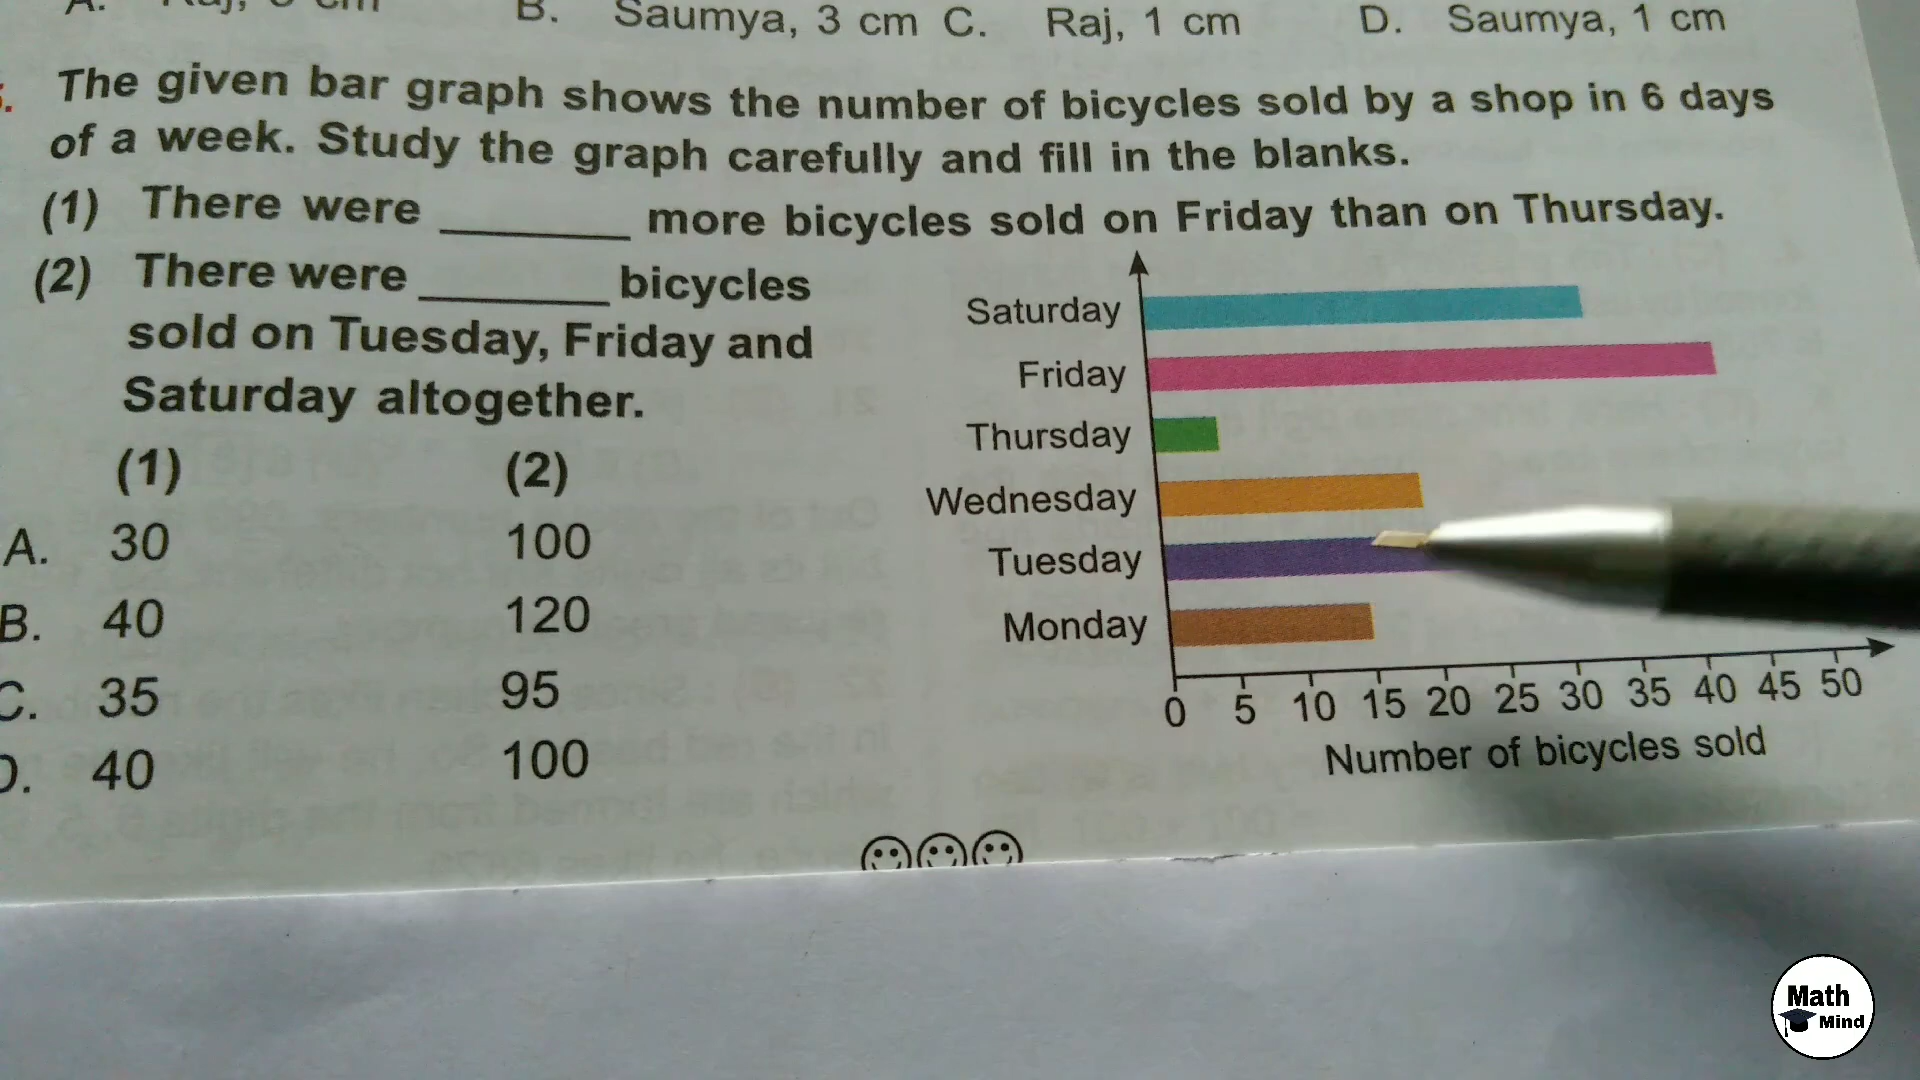 A.
B. Saumya, 3 cm C. Raj, 1 cm D. Saumya, 1 cm
The given bar graph shows the number of bicycles sold by a shop in 6 days
of a week. Study the graph carefully and fill in the blanks.
(1) There were ________ more bicycles sold on Friday than on Thursday.
(2) There were ________ bicycles
sold on Tuesday, Friday and
Saturday altogether.
(1) (2)
A. 30 100
B. 40 120
C. 35 95
D. 40 100
Saturday
Friday
Thursday
Wednesday
Tuesday
Monday
0 5 10 15 20 25 30 35 40 45 50
Number of bicycles sold
Math
Mind